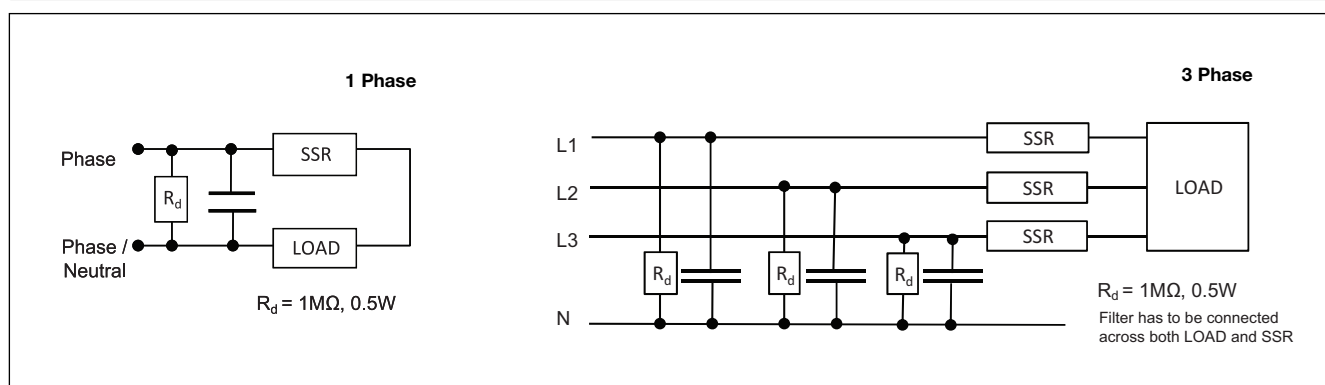 1 Phase
Phase
SSR
Rd
Phase /
Neutral
LOAD
Rd = 1MΩ, 0.5W
3 Phase
L1
SSR
L2
SSR
LOAD
L3
SSR
Rd
Rd
Rd
N
Rd = 1MΩ, 0.5W
Filter has to be connected
across both LOAD and SSR